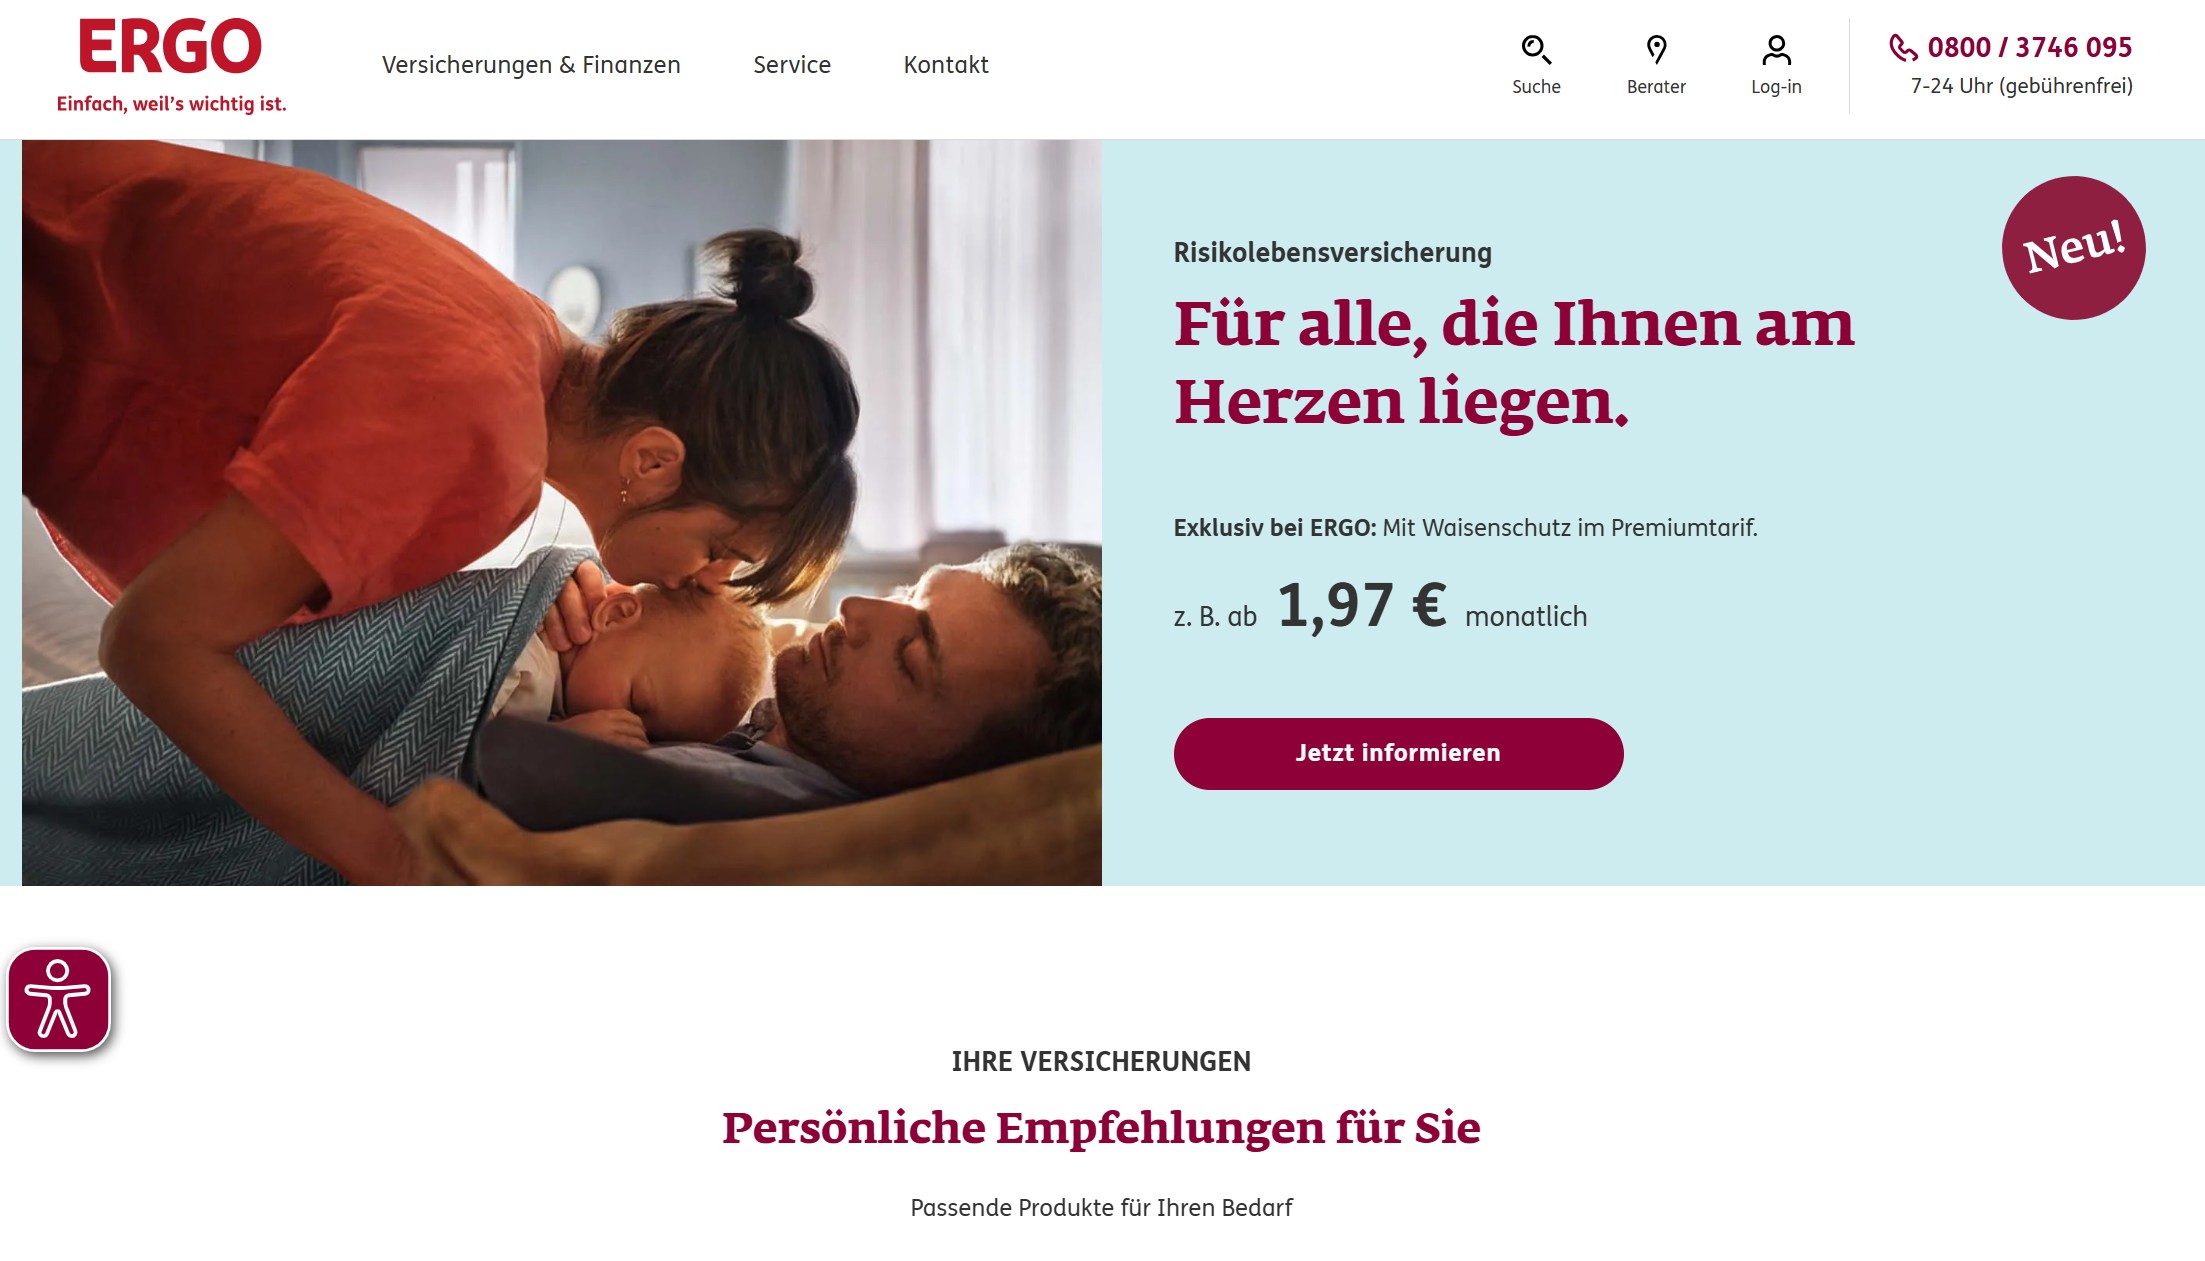 ERGO
Einfach, weil's wichtig ist.
Versicherungen & Finanzen
Service
Kontakt
Suche
Berater
Log-in
0800 / 3746 095
7-24 Uhr (gebührenfrei)
Neu!
Risikolebensversicherung
Für alle, die Ihnen am
Herzen liegen.
Exklusiv bei ERGO: Mit Waisenschutz im Premiumtarif.
z. B. ab 1,97 € monatlich
Jetzt informieren
IHRE VERSICHERUNGEN
Persönliche Empfehlungen für Sie
Passende Produkte für Ihren Bedarf